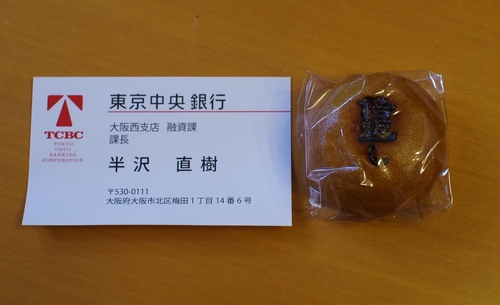 TCBC
TOKYO
CHUO
BANKING
CORPORATION
東京中央銀行
大阪西支店 融資課
課長
半沢 直樹
〒530-0111
大阪府大阪市北区梅田1丁目14番6号